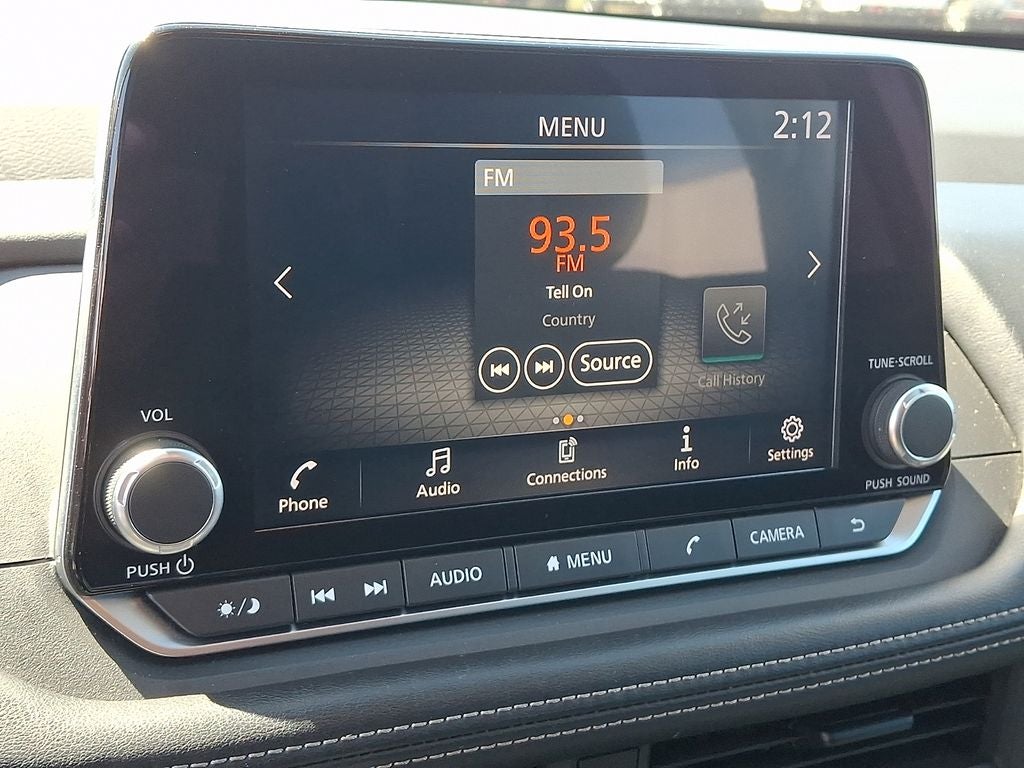 MENU
2:12
FM
93.5
FM
Tell On
Country
Source
Call History
Phone
Audio
Connections
Info
Settings
VOL
PUSH
TUNE·SCROLL
PUSH SOUND
AUDIO
MENU
CAMERA